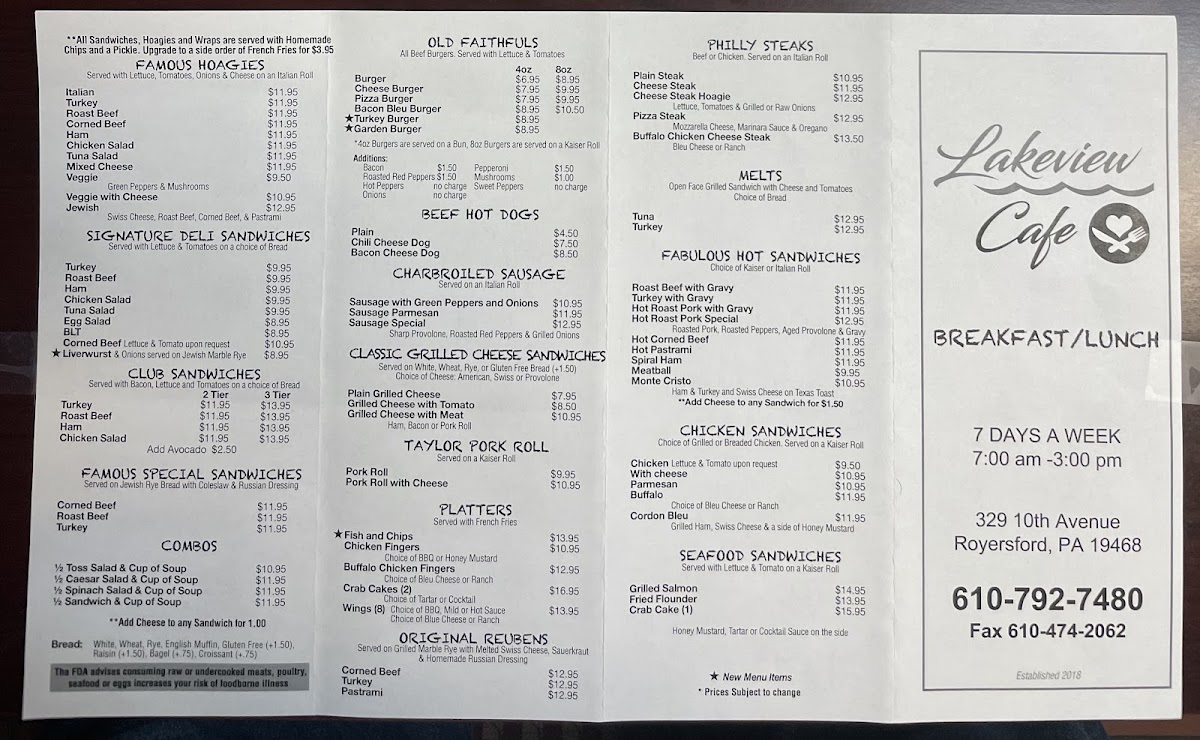 **All Sandwiches, Hoagies and Wraps are served with Homemade
Chips and a Pickle. Upgrade to a side order of French Fries for $3.95
FAMOUS HOAGIES
Served with Lettuce, Tomatoes, Onions & Cheese on an Italian Roll
Italian $11.95
Turkey $11.95
Roast Beef $11.95
Corned Beef $11.95
Ham $11.95
Chicken Salad $11.95
Tuna Salad $11.95
Mixed Cheese $11.95
Veggie $9.50
Green Peppers & Mushrooms
Veggie with Cheese $10.95
Jewish $12.95
Swiss Cheese, Roast Beef, Corned Beef, & Pastrami
SIGNATURE DELI SANDWICHES
Served with Lettuce & Tomatoes on a choice of Bread
Turkey $9.95
Roast Beef $9.95
Ham $9.95
Chicken Salad $9.95
Tuna Salad $9.95
Egg Salad $8.95
BLT $8.95
Corned Beef Lettuce & Tomato upon request $10.95
★ Liverwurst & Onions served on Jewish Marble Rye $8.95
CLUB SANDWICHES
Served with Bacon, Lettuce and Tomatoes on a choice of Bread
2 Tier 3 Tier
Turkey $11.95 $13.95
Roast Beef $11.95 $13.95
Ham $11.95 $13.95
Chicken Salad $11.95 $13.95
Add Avocado $2.50
FAMOUS SPECIAL SANDWICHES
Served on Jewish Rye Bread with Coleslaw & Russian Dressing
Corned Beef $11.95
Roast Beef $11.95
Turkey $11.95
COMBOS
½ Toss Salad & Cup of Soup $10.95
½ Caesar Salad & Cup of Soup $11.95
½ Spinach Salad & Cup of Soup $11.95
½ Sandwich & Cup of Soup $11.95
**Add Cheese to any Sandwich for 1.00
Bread: White, Wheat, Rye, English Muffin, Gluten Free (+1.50),
Raisin (+1.50), Bagel (+.75), Croissant (+.75)
The FDA advises consuming raw or undercooked meats, poultry,
seafood or eggs increases your risk of foodborne illness
OLD FAITHFULS
All Beef Burgers. Served with Lettuce & Tomatoes
4oz 8oz
Burger $6.95 $8.95
Cheese Burger $7.95 $9.95
Pizza Burger $7.95 $9.95
Bacon Bleu Burger $8.95 $10.50
★Turkey Burger $8.95
★Garden Burger $8.95
*4oz Burgers are served on a Bun, 8oz Burgers are served on a Kaiser Roll
Additions:
Bacon $1.50 Pepperoni $1.50
Roasted Red Peppers $1.50 Mushrooms $1.00
Hot Peppers no charge Sweet Peppers no charge
Onions no charge
BEEF HOT DOGS
Plain $4.50
Chili Cheese Dog $7.50
Bacon Cheese Dog $8.50
CHARBROILED SAUSAGE
Served on an Italian Roll
Sausage with Green Peppers and Onions $10.95
Sausage Parmesan $11.95
Sausage Special $12.95
Sharp Provolone, Roasted Red Peppers & Grilled Onions
CLASSIC GRILLED CHEESE SANDWICHES
Served on White, Wheat, Rye, or Gluten Free Bread (+1.50)
Choice of Cheese: American, Swiss or Provolone
Plain Grilled Cheese $7.95
Grilled Cheese with Tomato $8.50
Grilled Cheese with Meat $10.95
Ham, Bacon or Pork Roll
TAYLOR PORK ROLL
Served on a Kaiser Roll
Pork Roll $9.95
Pork Roll with Cheese $10.95
PLATTERS
Served with French Fries
★Fish and Chips $13.95
Chicken Fingers $10.95
Choice of BBQ or Honey Mustard
Buffalo Chicken Fingers $12.95
Choice of Bleu Cheese or Ranch
Crab Cakes (2) $16.95
Choice of Tartar or Cocktail
Wings (8) Choice of BBQ, Mild or Hot Sauce $13.95
Choice of Blue Cheese or Ranch
ORIGINAL REUBENS
Served on Grilled Marble Rye with Melted Swiss Cheese, Sauerkraut
& Homemade Russian Dressing
Corned Beef $12.95
Turkey $12.95
Pastrami $12.95
PHILLY STEAKS
Beef or Chicken. Served on an Italian Roll
Plain Steak $10.95
Cheese Steak $11.95
Cheese Steak Hoagie $12.95
Lettuce, Tomatoes & Grilled or Raw Onions
Pizza Steak $12.95
Mozzarella Cheese, Marinara Sauce & Oregano
Buffalo Chicken Cheese Steak $13.50
Bleu Cheese or Ranch
MELTS
Open Face Grilled Sandwich with Cheese and Tomatoes
Choice of Bread
Tuna $12.95
Turkey $12.95
FABULOUS HOT SANDWICHES
Choice of Kaiser or Italian Roll
Roast Beef with Gravy $11.95
Turkey with Gravy $11.95
Hot Roast Pork with Gravy $11.95
Hot Roast Pork Special $12.95
Roasted Pork, Roasted Peppers, Aged Provolone & Gravy
Hot Corned Beef $11.95
Hot Pastrami $11.95
Spiral Ham $11.95
Meatball $9.95
Monte Cristo $10.95
Ham & Turkey and Swiss Cheese on Texas Toast
**Add Cheese to any Sandwich for $1.50
CHICKEN SANDWICHES
Choice of Grilled or Breaded Chicken. Served on a Kaiser Roll
Chicken Lettuce & Tomato upon request $9.50
With cheese $10.95
Parmesan $10.95
Buffalo $11.95
Choice of Bleu Cheese or Ranch
Cordon Bleu $11.95
Grilled Ham, Swiss Cheese & a side of Honey Mustard
SEAFOOD SANDWICHES
Served with Lettuce & Tomato on a Kaiser Roll
Grilled Salmon $14.95
Fried Flounder $13.95
Crab Cake (1) $15.95
Honey Mustard, Tartar or Cocktail Sauce on the side
★ New Menu Items
* Prices Subject to change
Lakeview
Cafe
BREAKFAST/LUNCH
7 DAYS A WEEK
7:00 am -3:00 pm
329 10th Avenue
Royersford, PA 19468
610-792-7480
Fax 610-474-2062
Established 2018